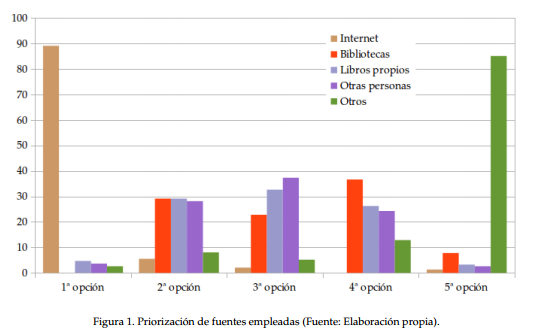 100
90
80
70
60
50
40
30
20
10
0
Internet
Bibliotecas
Libros propios
Otras personas
Otros
1ª opción 2ª opción 3ª opción 4ª opción 5ª opción
Figura 1. Priorización de fuentes empleadas (Fuente: Elaboración propia).